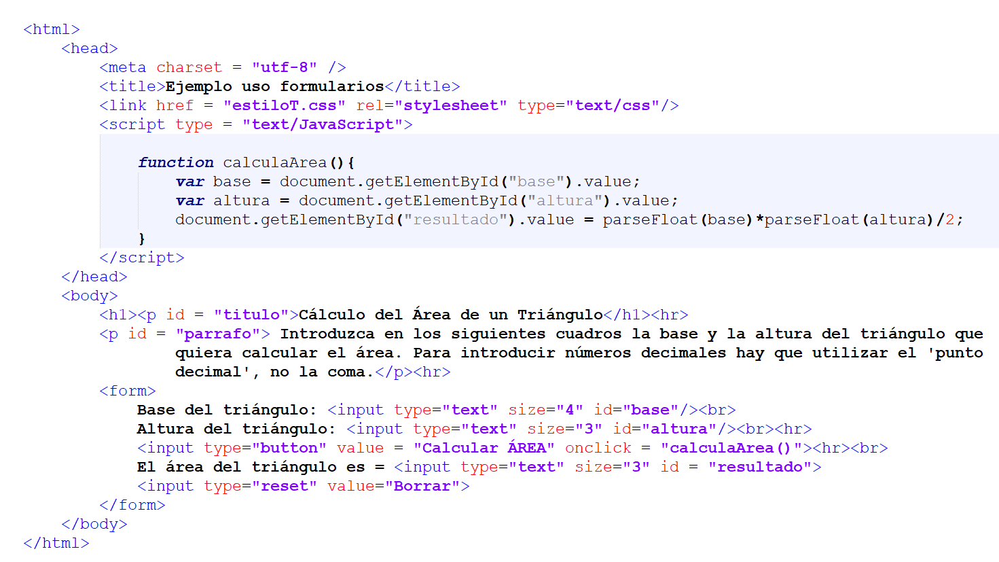 <html>
<head>
<meta charset = "utf-8" />
<title>Ejemplo uso formularios</title>
<link href = "estiloT.css" rel="stylesheet" type="text/css"/>
<script type = "text/JavaScript">
function calculaArea(){
var base = document.getElementById("base").value;
var altura = document.getElementById("altura").value;
document.getElementById("resultado").value = parseFloat(base)*parseFloat(altura)/2;
}
</script>
</head>
<body>
<h1><p id = "titulo">Cálculo del Área de un Triángulo</h1><hr>
<p id = "parrafo"> Introduzca en los siguientes cuadros la base y la altura del triángulo que
quiera calcular el área. Para introducir números decimales hay que utilizar el 'punto
decimal', no la coma.</p><hr>
<form>
Base del triángulo: <input type="text" size="4" id="base"/><br>
Altura del triángulo: <input type="text" size="3" id="altura"/><br><hr>
<input type="button" value = "Calcular ÁREA" onclick = "calculaArea()"><hr><br>
El área del triángulo es = <input type="text" size="3" id = "resultado">
<input type="reset" value="Borrar">
</form>
</body>
</html>